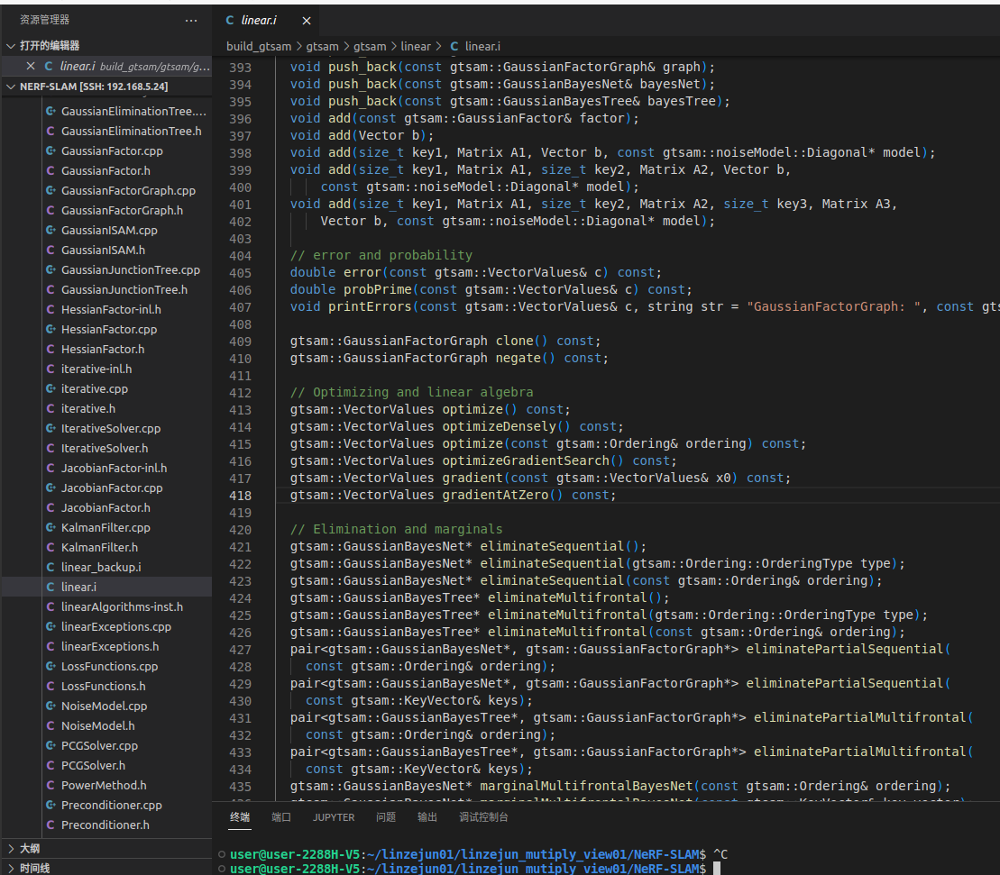 资源管理器
打开的编辑器
linear.i build_gtsam/gtsam/g...
NERF-SLAM [SSH: 192.168.5.24]
GaussianEliminationTree....
GaussianEliminationTree.h
GaussianFactor.cpp
GaussianFactor.h
GaussianFactorGraph.cpp
GaussianFactorGraph.h
GaussianISAM.cpp
GaussianISAM.h
GaussianJunctionTree.cpp
GaussianJunctionTree.h
HessianFactor-inl.h
HessianFactor.cpp
HessianFactor.h
iterative-inl.h
iterative.cpp
iterative.h
IterativeSolver.cpp
IterativeSolver.h
JacobianFactor-inl.h
JacobianFactor.cpp
JacobianFactor.h
KalmanFilter.cpp
KalmanFilter.h
linear_backup.i
linear.i
linearAlgorithms-inst.h
linearExceptions.cpp
linearExceptions.h
LossFunctions.cpp
LossFunctions.h
NoiseModel.cpp
NoiseModel.h
PCGSolver.cpp
PCGSolver.h
PowerMethod.h
Preconditioner.cpp
Preconditioner.h
大纲
时间线
linear.i
build_gtsam > gtsam > gtsam > linear > C linear.i
393 void push_back(const gtsam::GaussianFactorGraph& graph);
394 void push_back(const gtsam::GaussianBayesNet& bayesNet);
395 void push_back(const gtsam::GaussianBayesTree& bayesTree);
396 void add(const gtsam::GaussianFactor& factor);
397 void add(Vector b);
398 void add(size_t key1, Matrix A1, Vector b, const gtsam::noiseModel::Diagonal* model);
399 void add(size_t key1, Matrix A1, size_t key2, Matrix A2, Vector b,
400 const gtsam::noiseModel::Diagonal* model);
401 void add(size_t key1, Matrix A1, size_t key2, Matrix A2, size_t key3, Matrix A3,
402 Vector b, const gtsam::noiseModel::Diagonal* model);
403
404 // error and probability
405 double error(const gtsam::VectorValues& c) const;
406 double probPrime(const gtsam::VectorValues& c) const;
407 void printErrors(const gtsam::VectorValues& c, string str = "GaussianFactorGraph: ", const gts
408
409 gtsam::GaussianFactorGraph clone() const;
410 gtsam::GaussianFactorGraph negate() const;
411
412 // Optimizing and linear algebra
413 gtsam::VectorValues optimize() const;
414 gtsam::VectorValues optimizeDensely() const;
415 gtsam::VectorValues optimize(const gtsam::Ordering& ordering) const;
416 gtsam::VectorValues optimizeGradientSearch() const;
417 gtsam::VectorValues gradient(const gtsam::VectorValues& x0) const;
418 gtsam::VectorValues gradientAtZero() const;
419
420 // Elimination and marginals
421 gtsam::GaussianBayesNet* eliminateSequential();
422 gtsam::GaussianBayesNet* eliminateSequential(gtsam::Ordering::OrderingType type);
423 gtsam::GaussianBayesNet* eliminateSequential(const gtsam::Ordering& ordering);
424 gtsam::GaussianBayesTree* eliminateMultifrontal();
425 gtsam::GaussianBayesTree* eliminateMultifrontal(gtsam::Ordering::OrderingType type);
426 gtsam::GaussianBayesTree* eliminateMultifrontal(const gtsam::Ordering& ordering);
427 pair<gtsam::GaussianBayesNet*, gtsam::GaussianFactorGraph*> eliminatePartialSequential(
428 const gtsam::Ordering& ordering);
429 pair<gtsam::GaussianBayesNet*, gtsam::GaussianFactorGraph*> eliminatePartialSequential(
430 const gtsam::KeyVector& keys);
431 pair<gtsam::GaussianBayesTree*, gtsam::GaussianFactorGraph*> eliminatePartialMultifrontal(
432 const gtsam::Ordering& ordering);
433 pair<gtsam::GaussianBayesTree*, gtsam::GaussianFactorGraph*> eliminatePartialMultifrontal(
434 const gtsam::KeyVector& keys);
435 gtsam::GaussianBayesNet* marginalMultifrontalBayesNet(const gtsam::Ordering& ordering);
436 gtsam::GaussianBayesNet* marginalMultifrontalBayesNet(const gtsam::KeyVector& key_vector);
终端 端口 JUPYTER 问题 输出 调试控制台
user@user-2288H-V5:~/linzejun01/linzejun_mutiply_view01/NeRF-SLAM$ ^C
user@user-2288H-V5:~/linzejun01/linzejun_mutiply_view01/NeRF-SLAM$